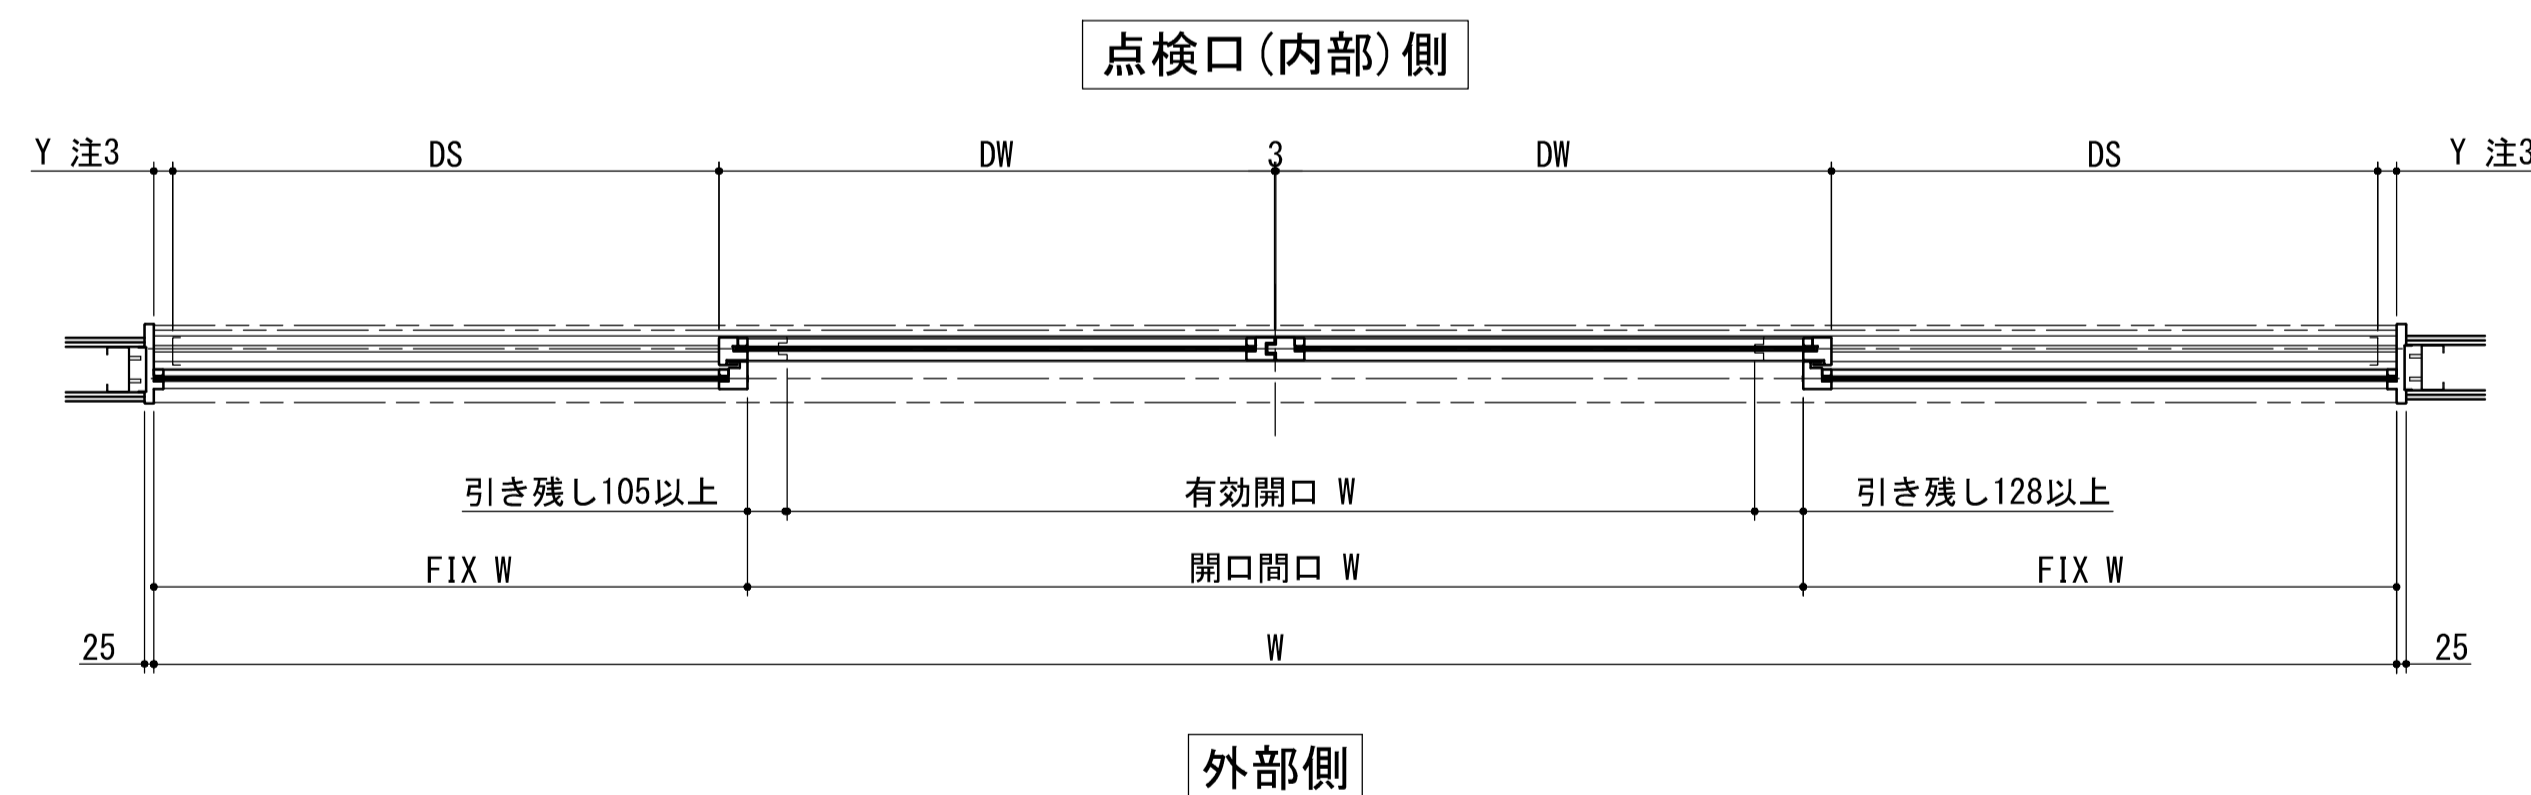 点検口(内部)側
Y 注3 DS DW 3 DW DS Y 注3
引き残し105以上 有効開口 W 引き残し128以上
FIX W 開口間口 W FIX W
25 W 25
外部側